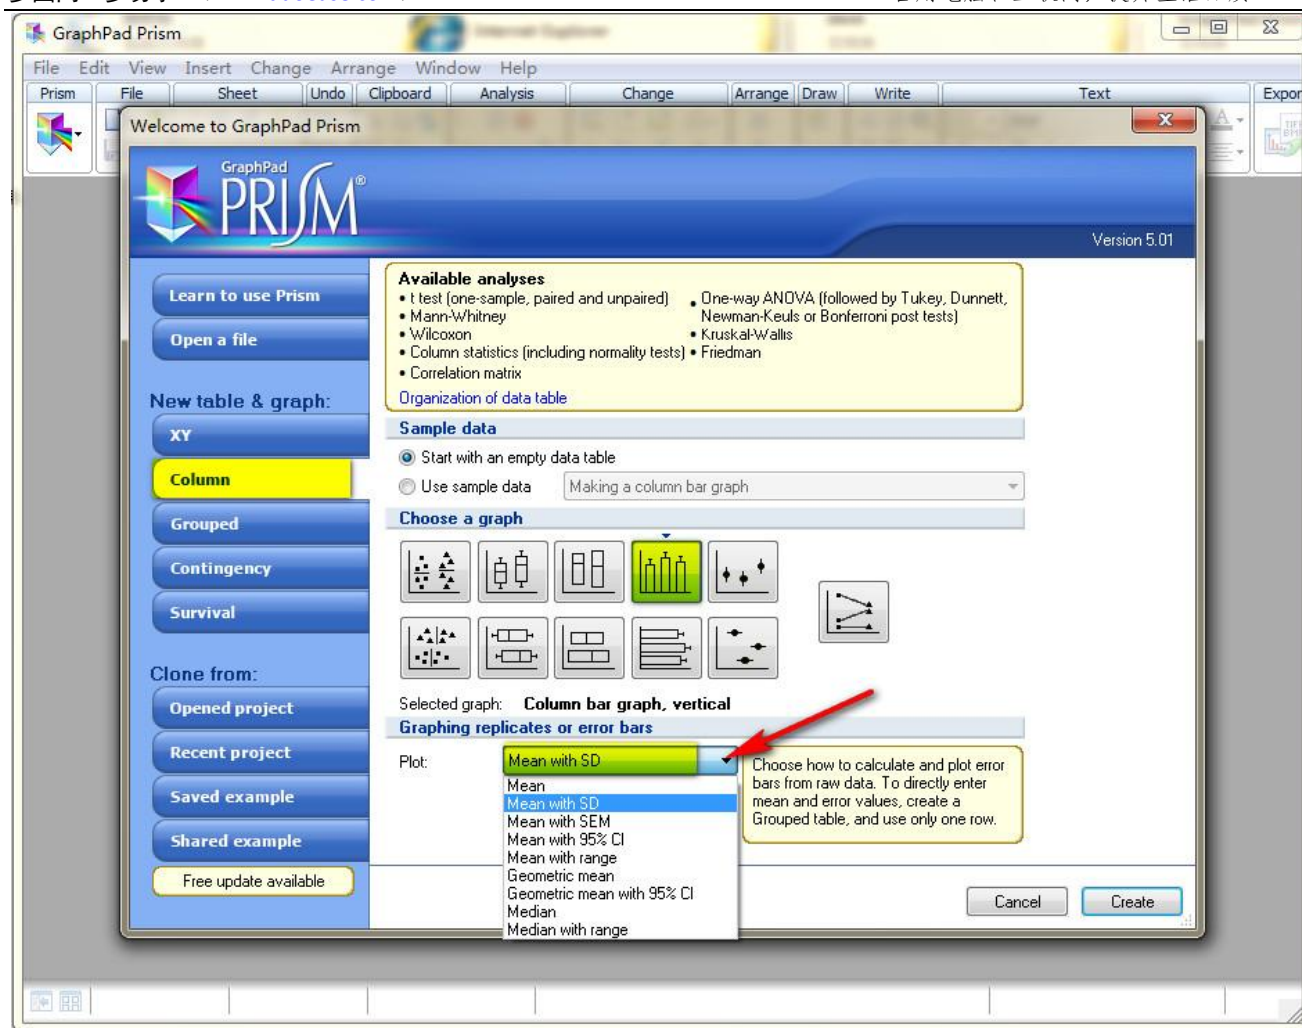 GraphPad Prism
File Edit View Insert Change Arrange Window Help
Prism File Sheet Undo Clipboard Analysis Change Arrange Draw Write Text Expor
Welcome to GraphPad Prism
GraphPad
PRISM®
Version 5.01
Learn to use Prism
Open a file
New table & graph:
XY
Column
Grouped
Contingency
Survival
Clone from:
Opened project
Recent project
Saved example
Shared example
Free update available
Available analyses
• t test (one-sample, paired and unpaired)
• Mann-Whitney
• Wilcoxon
• Column statistics (including normality tests)
• Correlation matrix
• One-way ANOVA (followed by Tukey, Dunnett,
Newman-Keuls or Bonferroni post tests)
• Kruskal-Wallis
• Friedman
Organization of data table
Sample data
Start with an empty data table
Use sample data Making a column bar graph
Choose a graph
Selected graph: Column bar graph, vertical
Graphing replicates or error bars
Plot: Mean with SD
Mean
Mean with SD
Mean with SEM
Mean with 95% CI
Mean with range
Geometric mean
Geometric mean with 95% CI
Median
Median with range
Choose how to calculate and plot error
bars from raw data. To directly enter
mean and error values, create a
Grouped table, and use only one row.
Cancel Create